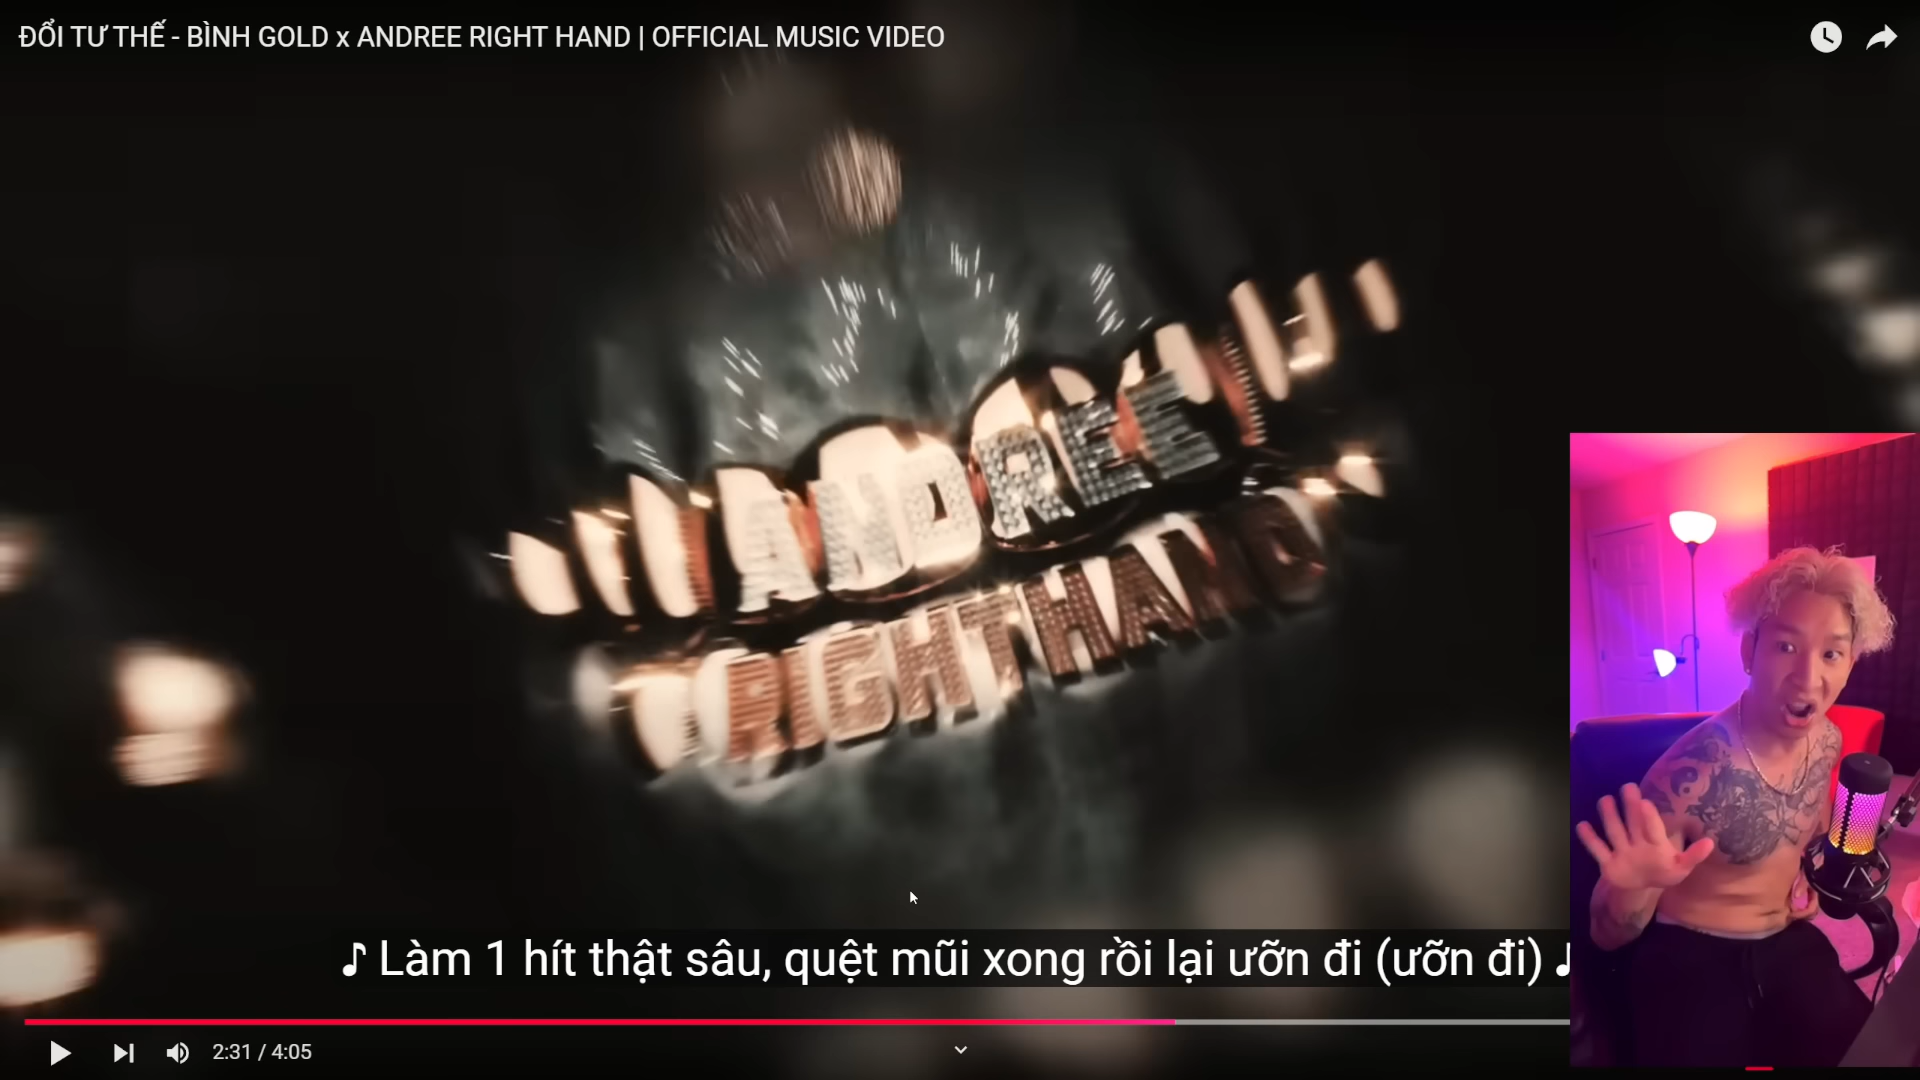 ĐỔI TƯ THẾ - BÌNH GOLD x ANDREE RIGHT HAND | OFFICIAL MUSIC VIDEO
ANDREE
RIGHT HAND
♪ Làm 1 hít thật sâu, quệt mũi xong rồi lại ưỡn đi (ưỡn đi) ♪
2:31 / 4:05